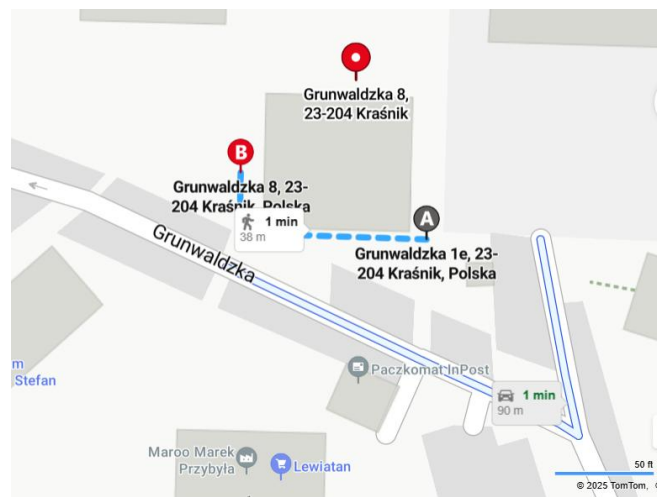 Grunwaldzka 8,
23-204 Kraśnik
B
Grunwaldzka 8, 23-
204 Kraśnik, Polska
1 min
38 m
A
Grunwaldzka 1e, 23-
204 Kraśnik, Polska
Grunwaldzka
Paczkomat InPost
m
Stefan
1 min
90 m
Maroo Marek
Przybyła
Lewiatan
50 ft
© 2025 TomTom,